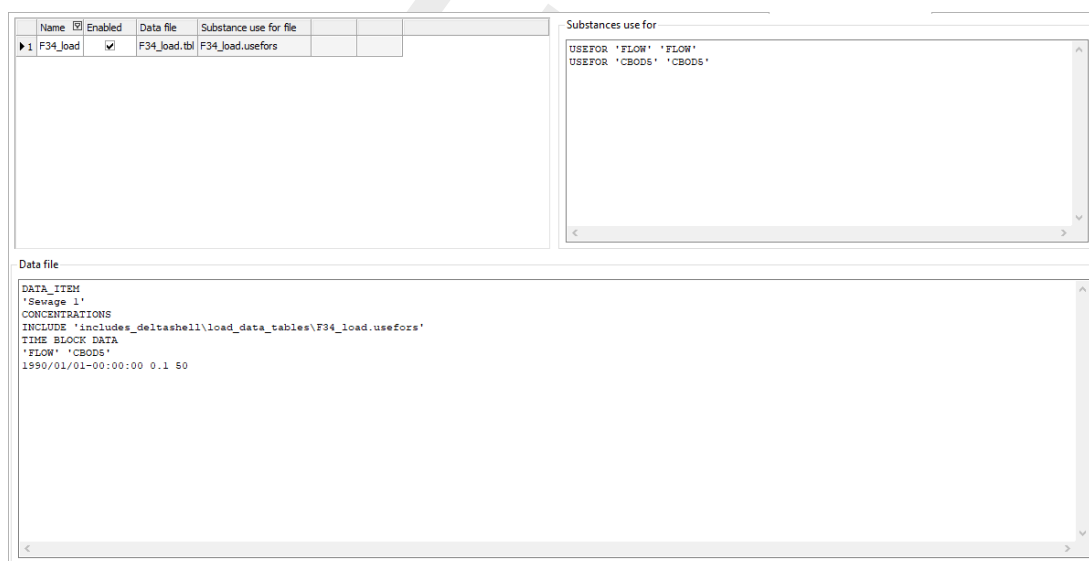 Name Enabled Data file Substance use for file
1 F34_load F34_load.tbl F34_load.usefors
Substances use for
USEFOR 'FLOW' 'FLOW'
USEFOR 'CBOD5' 'CBOD5'
Data file
DATA_ITEM
'Sewage 1'
CONCENTRATIONS
INCLUDE 'includes_deltashell\load_data_tables\F34_load.usefors'
TIME BLOCK DATA
'FLOW' 'CBOD5'
1990/01/01-00:00:00 0.1 50